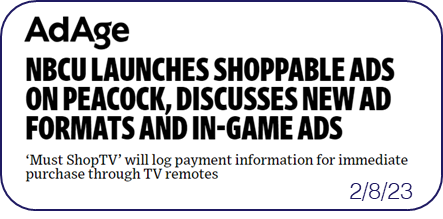 AdAge
NBCU LAUNCHES SHOPPABLE ADS
ON PEACOCK, DISCUSSES NEW AD
FORMATS AND IN-GAME ADS
‘Must ShopTV’ will log payment information for immediate
purchase through TV remotes
2/8/23